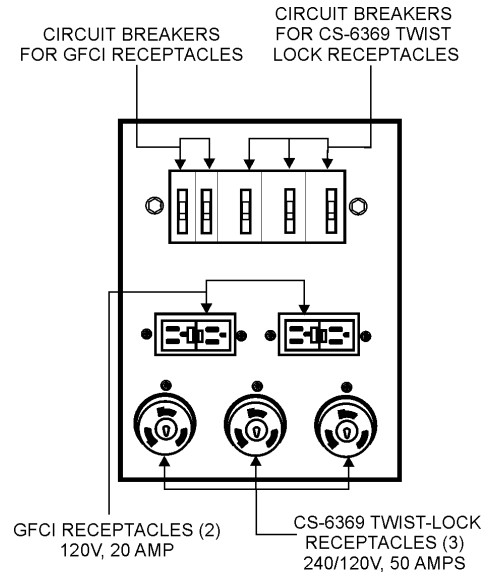 CIRCUIT BREAKERS
FOR GFCI RECEPTACLES
CIRCUIT BREAKERS
FOR CS-6369 TWIST
LOCK RECEPTACLES
GFCI RECEPTACLES (2)
120V, 20 AMP
CS-6369 TWIST-LOCK
RECEPTACLES (3)
240/120V, 50 AMPS